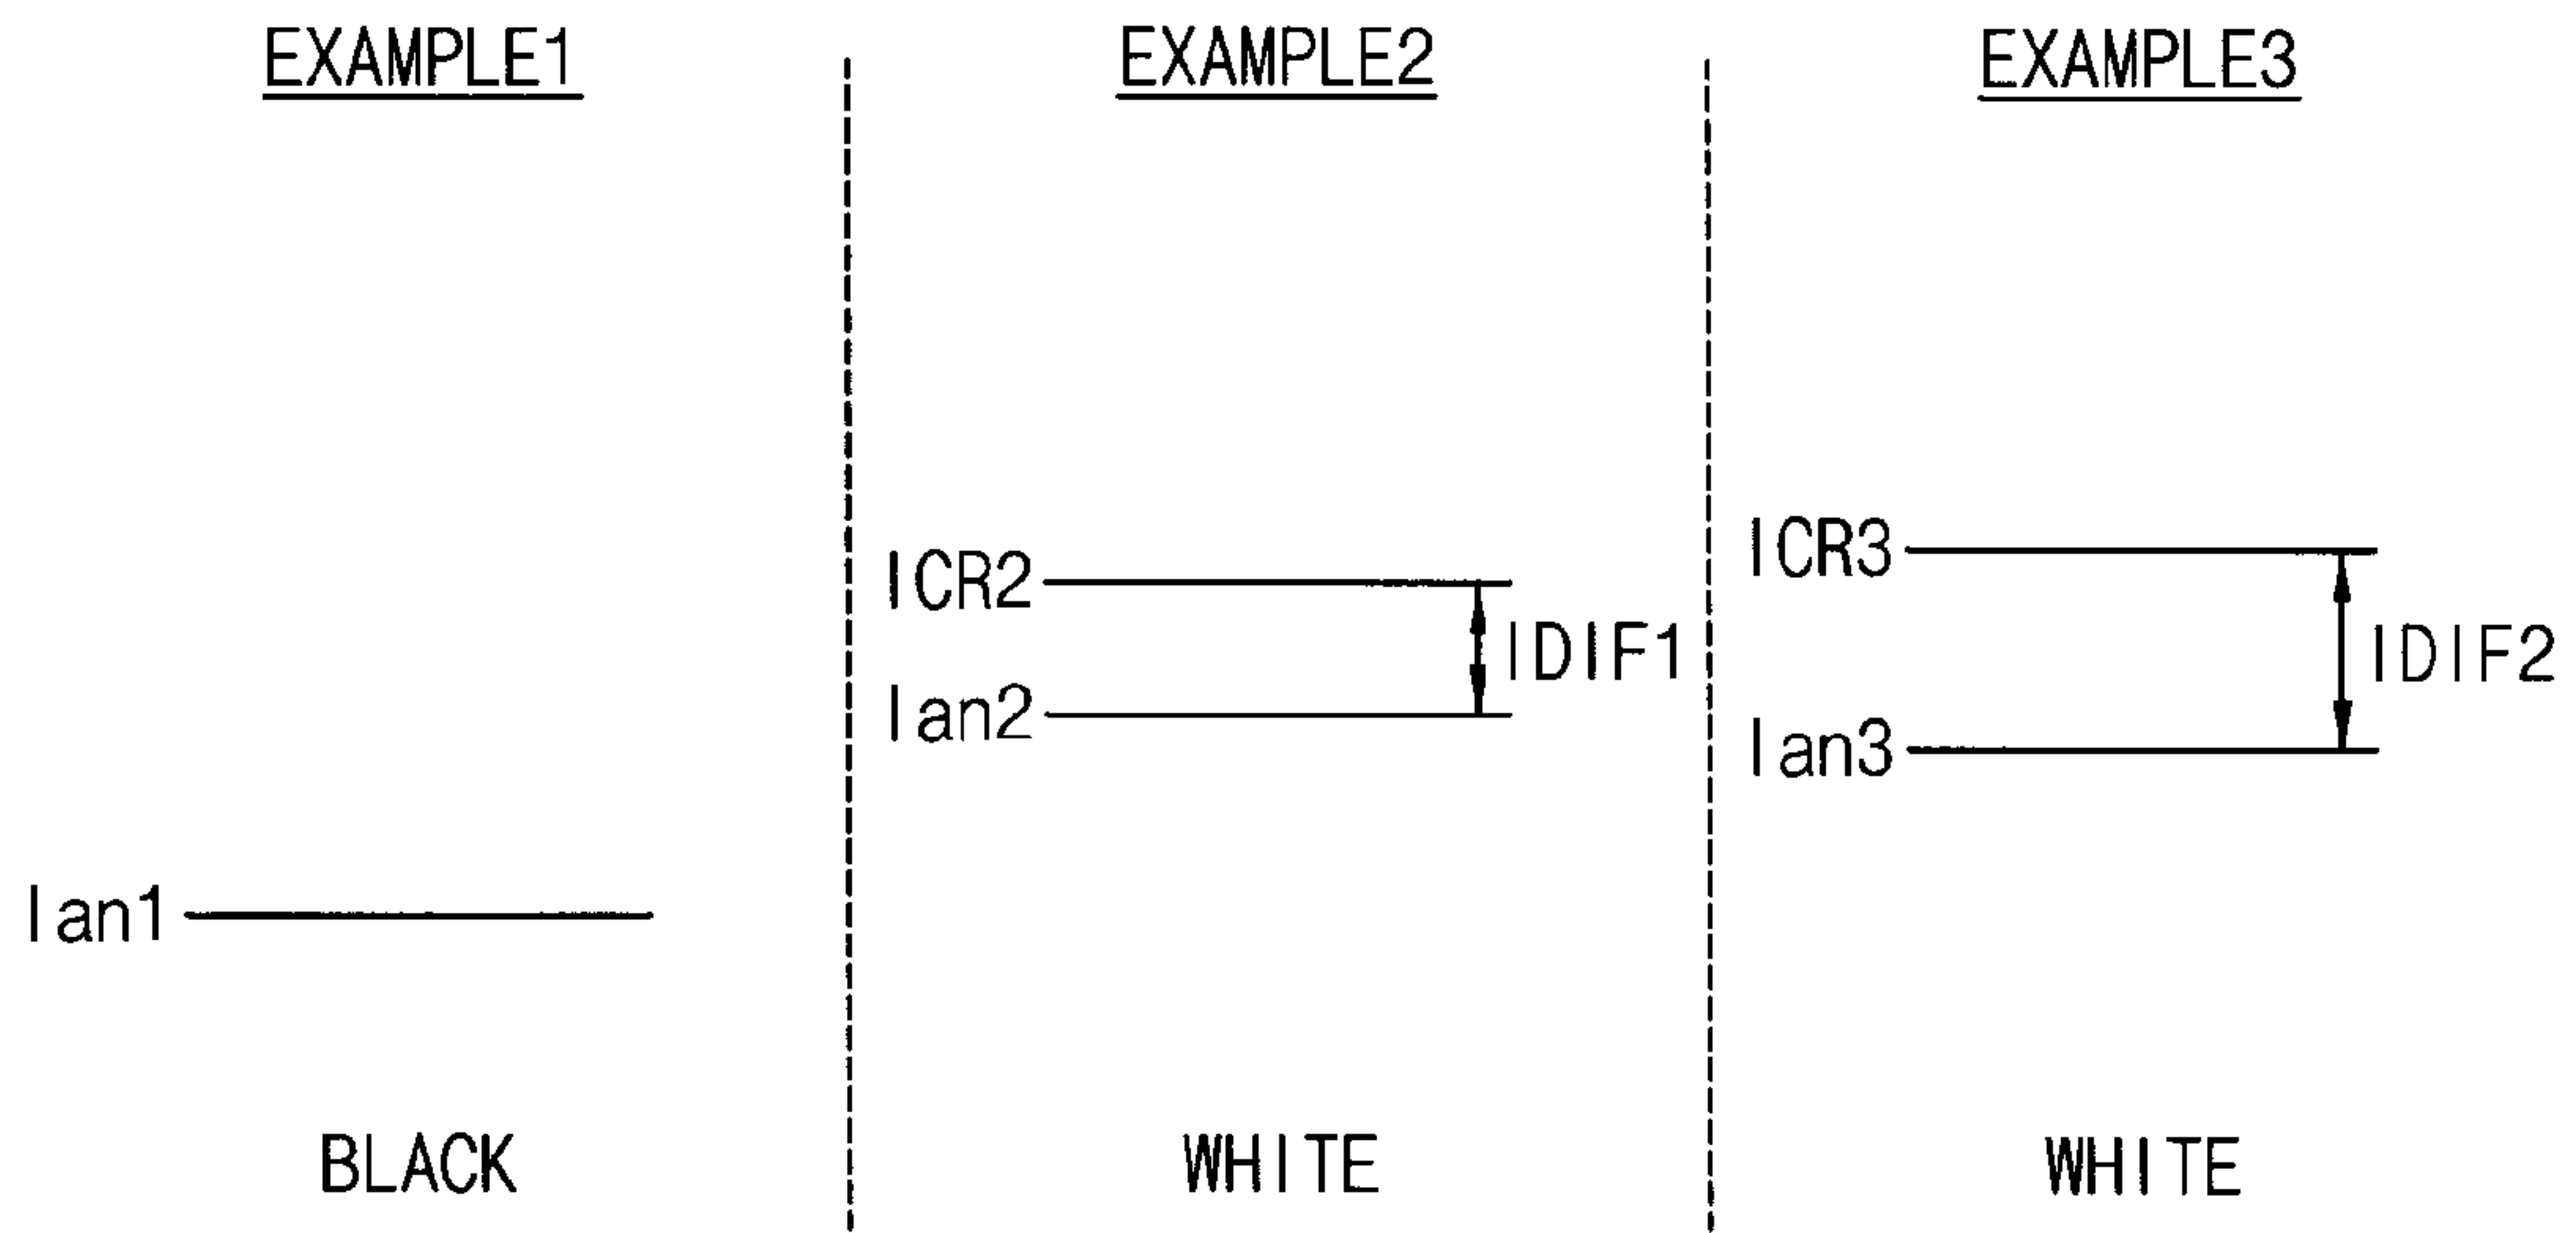 EXAMPLE1
EXAMPLE2
EXAMPLE3
ICR2
IDIF1
Ian2
ICR3
IDIF2
Ian3
Ian1
BLACK
WHITE
WHITE